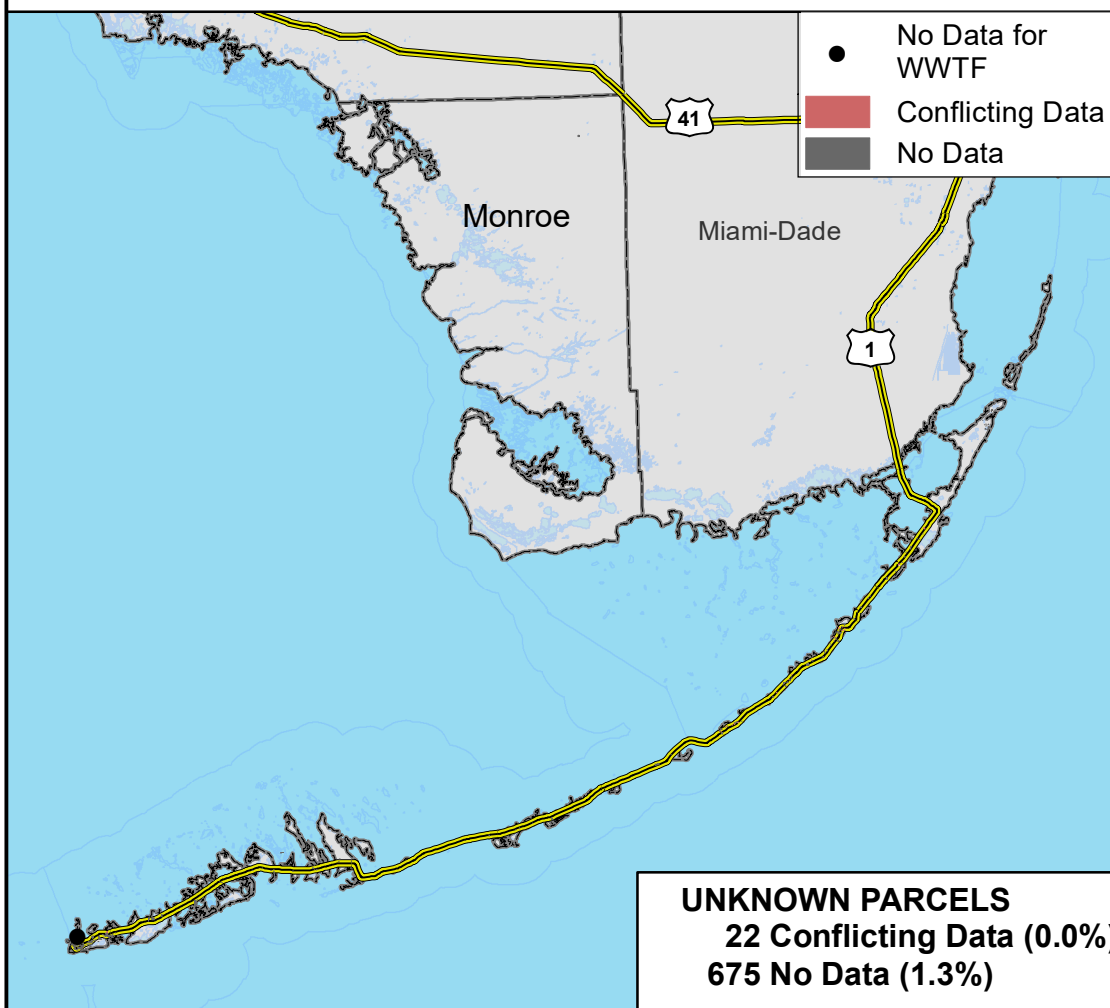 No Data for
WWTF
Conflicting Data
No Data
41
Monroe
Miami-Dade
1
UNKNOWN PARCELS
22 Conflicting Data (0.0%)
675 No Data (1.3%)